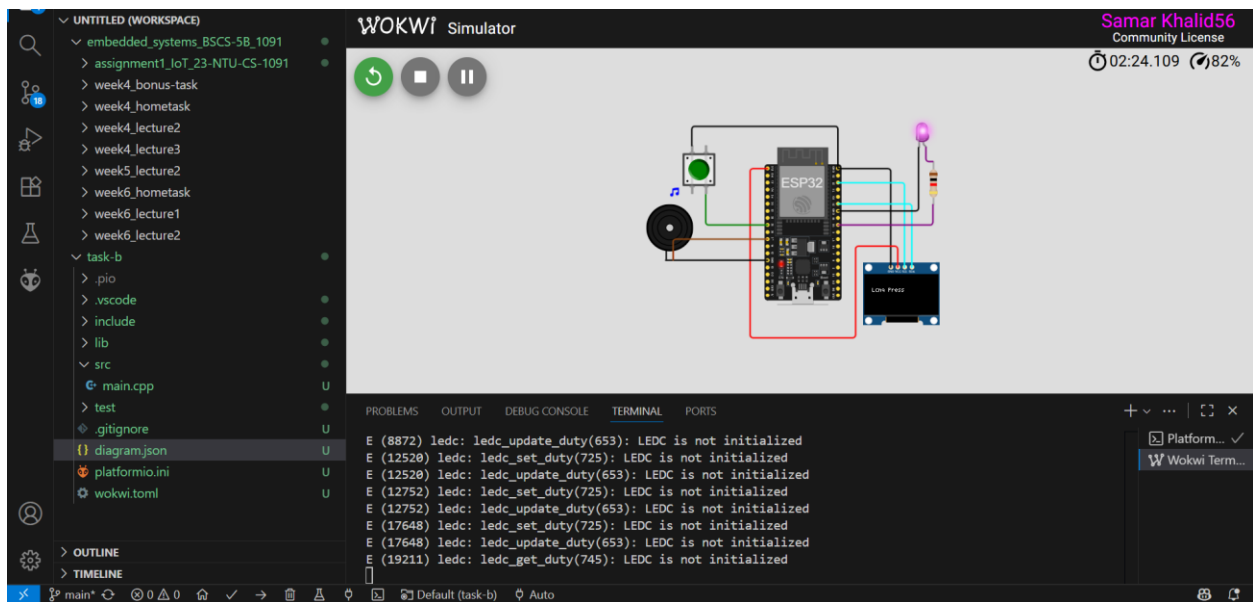 UNTITLED (WORKSPACE)
embedded_systems_BSCS-5B_1091
assignment1_IoT_23-NTU-CS-1091
week4_bonus-task
week4_hometask
week4_lecture2
week4_lecture3
week5_lecture2
week6_hometask
week6_lecture1
week6_lecture2
task-b
.pio
.vscode
include
lib
src
main.cpp U
test
.gitignore U
diagram.json U
platformio.ini U
wokwi.toml U
OUTLINE
TIMELINE
18
WOKWI Simulator
Samar Khalid56
Community License
02:24.109 82%
ESP32
Long Press
PROBLEMS OUTPUT DEBUG CONSOLE TERMINAL PORTS
E (8872) ledc: ledc_update_duty(653): LEDC is not initialized
E (12520) ledc: ledc_set_duty(725): LEDC is not initialized
E (12520) ledc: ledc_update_duty(653): LEDC is not initialized
E (12752) ledc: ledc_set_duty(725): LEDC is not initialized
E (12752) ledc: ledc_update_duty(653): LEDC is not initialized
E (17648) ledc: ledc_set_duty(725): LEDC is not initialized
E (17648) ledc: ledc_update_duty(653): LEDC is not initialized
E (19211) ledc: ledc_get_duty(745): LEDC is not initialized
Platform...
Wokwi Term...
main* 0 0 Default (task-b) Auto